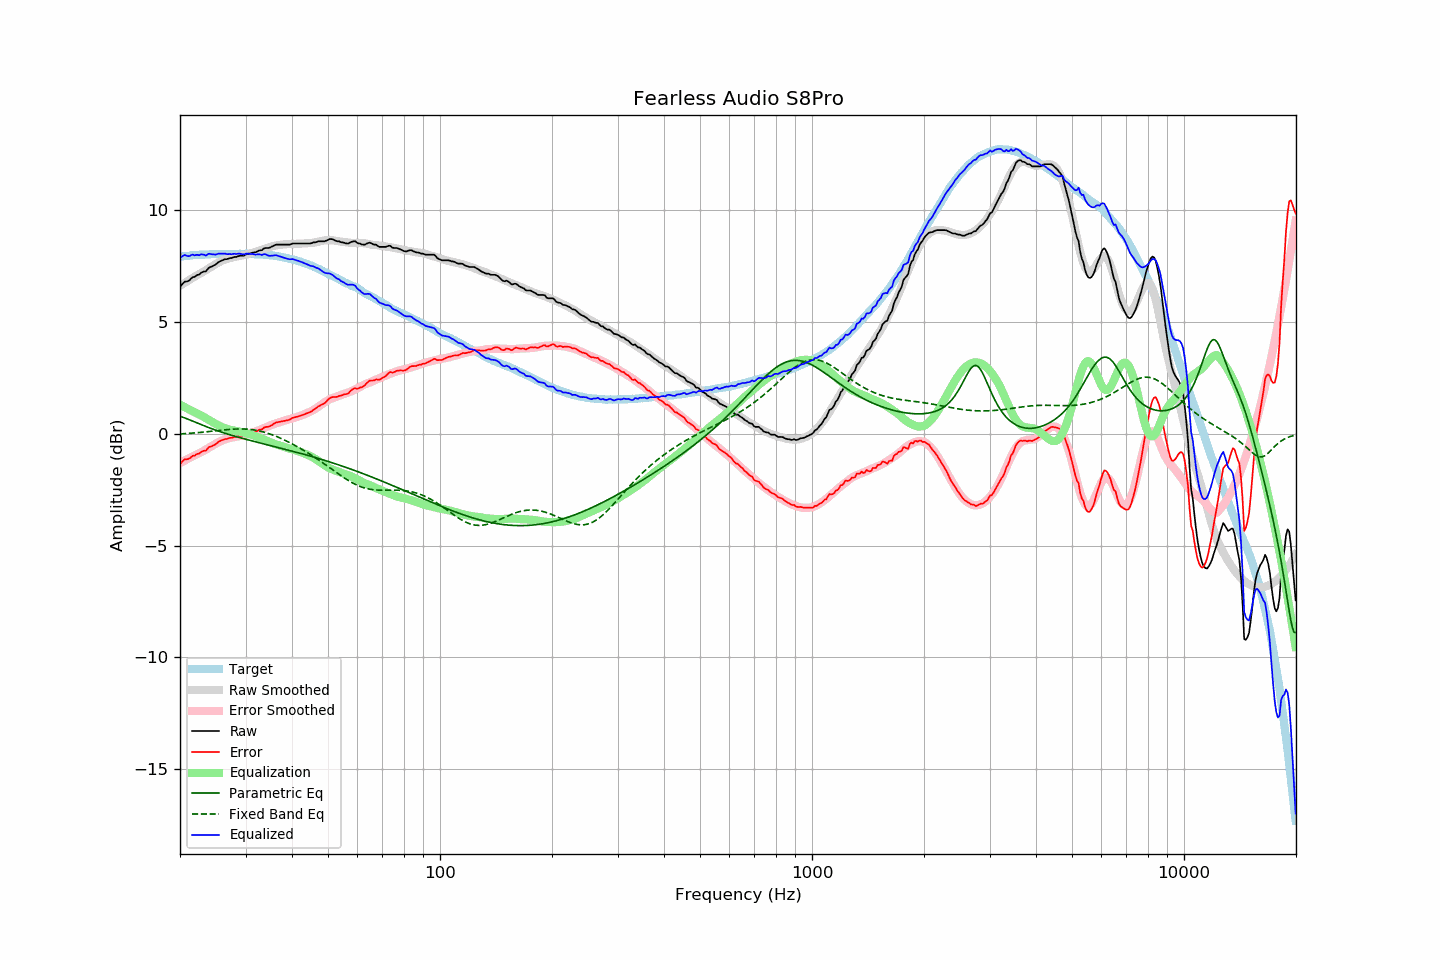 Fearless Audio S8Pro
Amplitude (dBr)
10
5
0
−5
−10
−15
Target
Raw Smoothed
Error Smoothed
Raw
Error
Equalization
Parametric Eq
Fixed Band Eq
Equalized
100
1000
10000
Frequency (Hz)